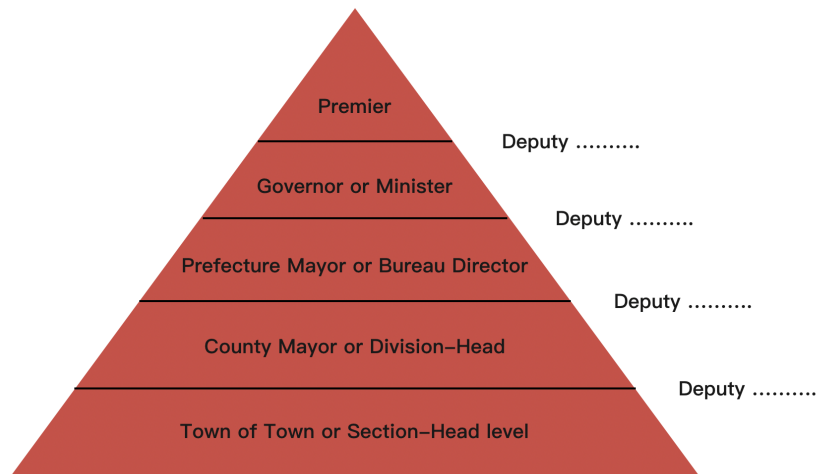 Premier
Deputy ..........
Governor or Minister
Deputy ..........
Prefecture Mayor or Bureau Director
Deputy ..........
County Mayor or Division-Head
Deputy ..........
Town of Town or Section-Head level